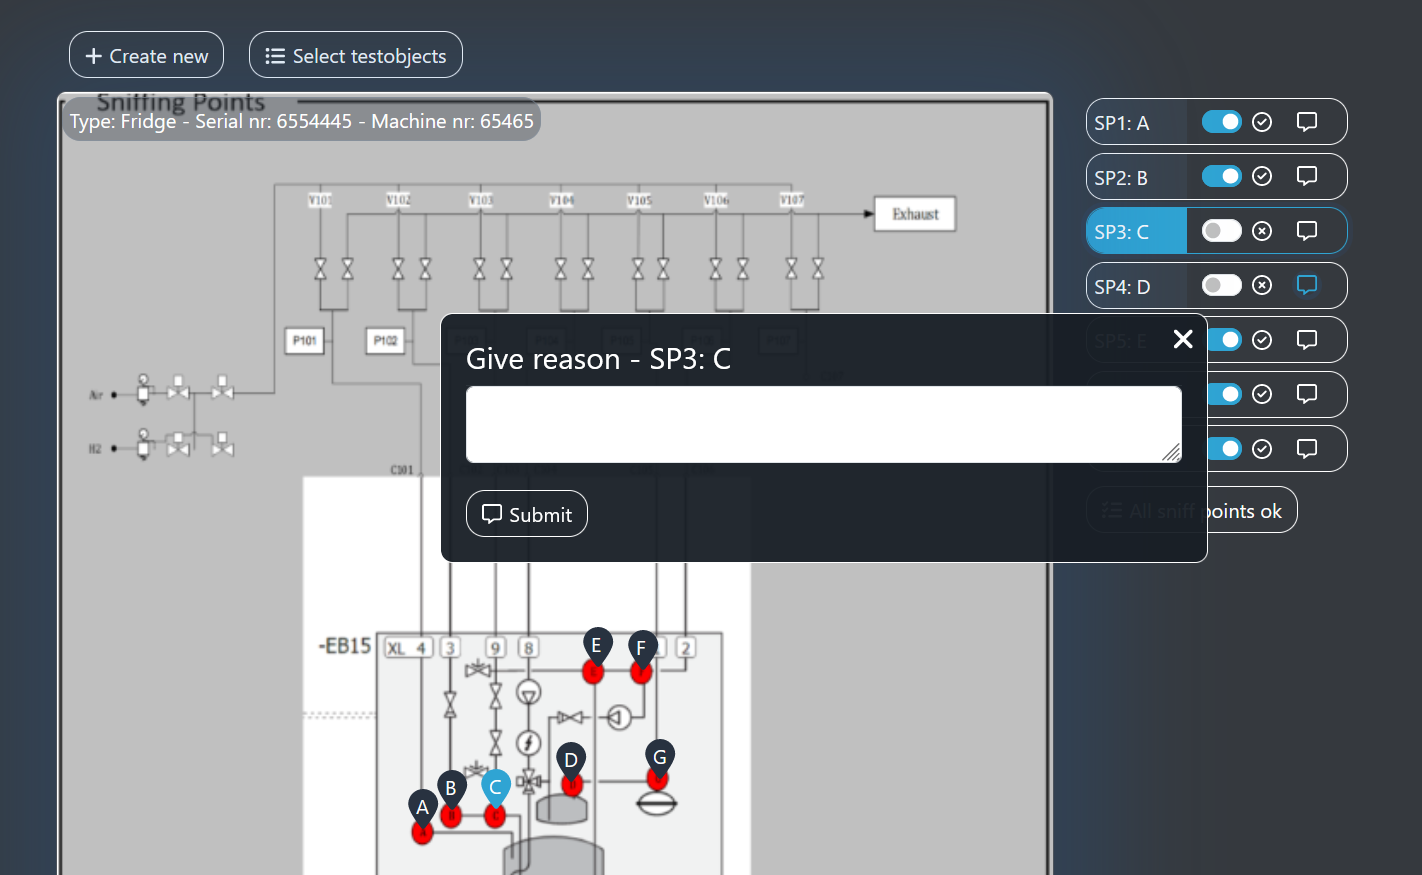 Create new
Select testobjects
Sniffing Points
Type: Fridge - Serial nr: 6554445 - Machine nr: 65465
SP1: A
SP2: B
SP3: C
SP4: D
SP5: E
All sniff points ok
V101 V102 V103 V104 V105 V106 V107
Exhaust
P101 P102
Air
H2
C101
Give reason - SP3: C
Submit
-EB15 XL 4 3 9 8 2
E F
D G
A B C